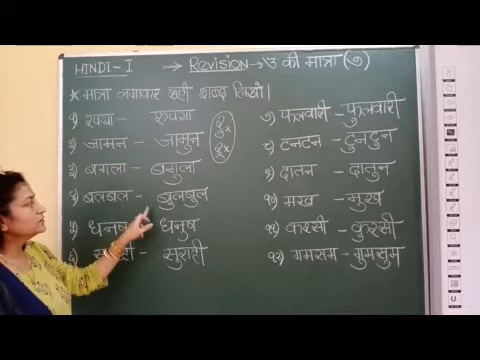 HINDI-I → Revision → उ की मात्रा (ु)
* मात्रा लगाकर सही शब्द लिखो।
१) रपया - रुपया
२) जामन - जामुन
३) बगला - बगुला
४) बलबल - बुलबुल
५) धनष - धनुष
६) - सुराही
रु x
रू x
७) फलवारी - फुलवारी
८) टनटन - टुनटुन
९) दातन - दातुन
१०) मख - मुख
११) करसी - कुरसी
१२) गमसम - गुमसुम